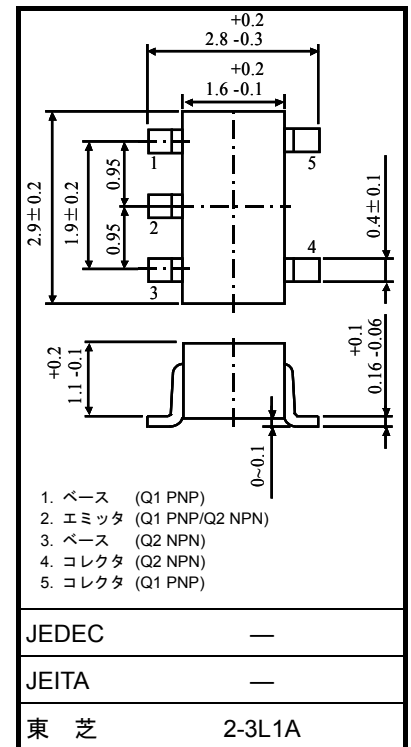 +0.2
2.8 -0.3
+0.2
1.6 -0.1
1
5
0.95
2.9±0.2
1.9±0.2
2
0.95
4
0.4±0.1
3
+0.2
1.1 -0.1
+0.1
0.16 -0.06
0~0.1
1. ベース (Q1 PNP)
2. エミッタ (Q1 PNP/Q2 NPN)
3. ベース (Q2 NPN)
4. コレクタ (Q2 NPN)
5. コレクタ (Q1 PNP)
JEDEC —
JEITA —
東 芝 2-3L1A